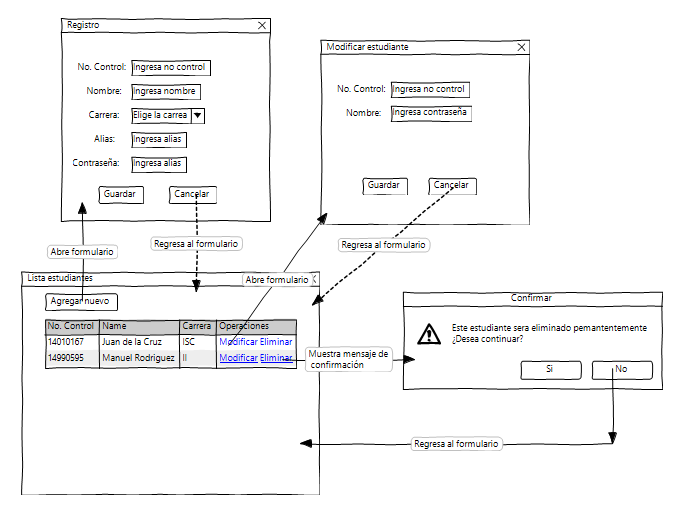 Registro
No. Control: Ingresa no control
Nombre: Ingresa nombre
Carrera: Elige la carrea
Alias: Ingresa alias
Contraseña: Ingresa alias
Guardar Cancelar
Modificar estudiante
No. Control: Ingresa no control
Nombre: Ingresa contraseña
Guardar Cancelar
Abre formulario
Regresa al formulario
Regresa al formulario
Abre formulario
Lista estudiantes
Agregar nuevo
No. Control Name Carrera Operaciones
14010167 Juan de la Cruz ISC Modificar Eliminar
14990595 Manuel Rodriguez II Modificar Eliminar
Muestra mensaje de
confirmación
Confirmar
Este estudiante sera eliminado pemantentemente
¿Desea continuar?
Si No
Regresa al formulario